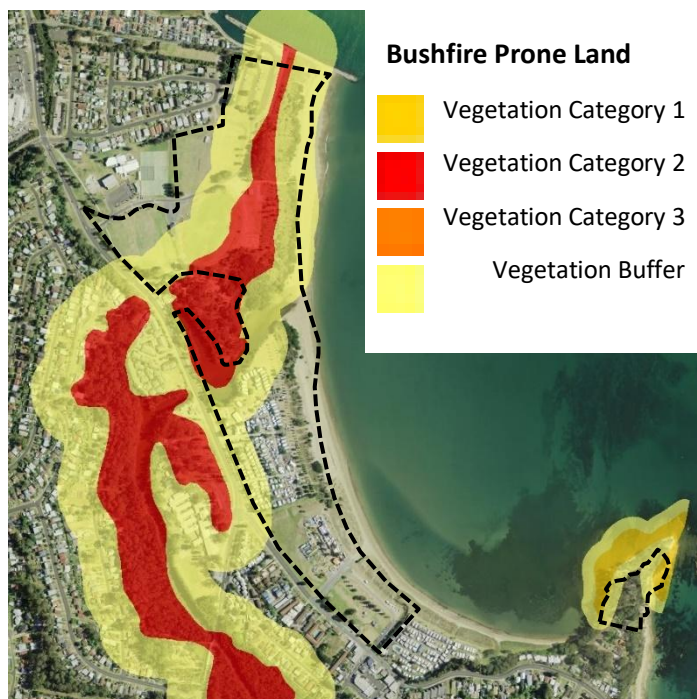 Bushfire Prone Land
Vegetation Category 1
Vegetation Category 2
Vegetation Category 3
Vegetation Buffer